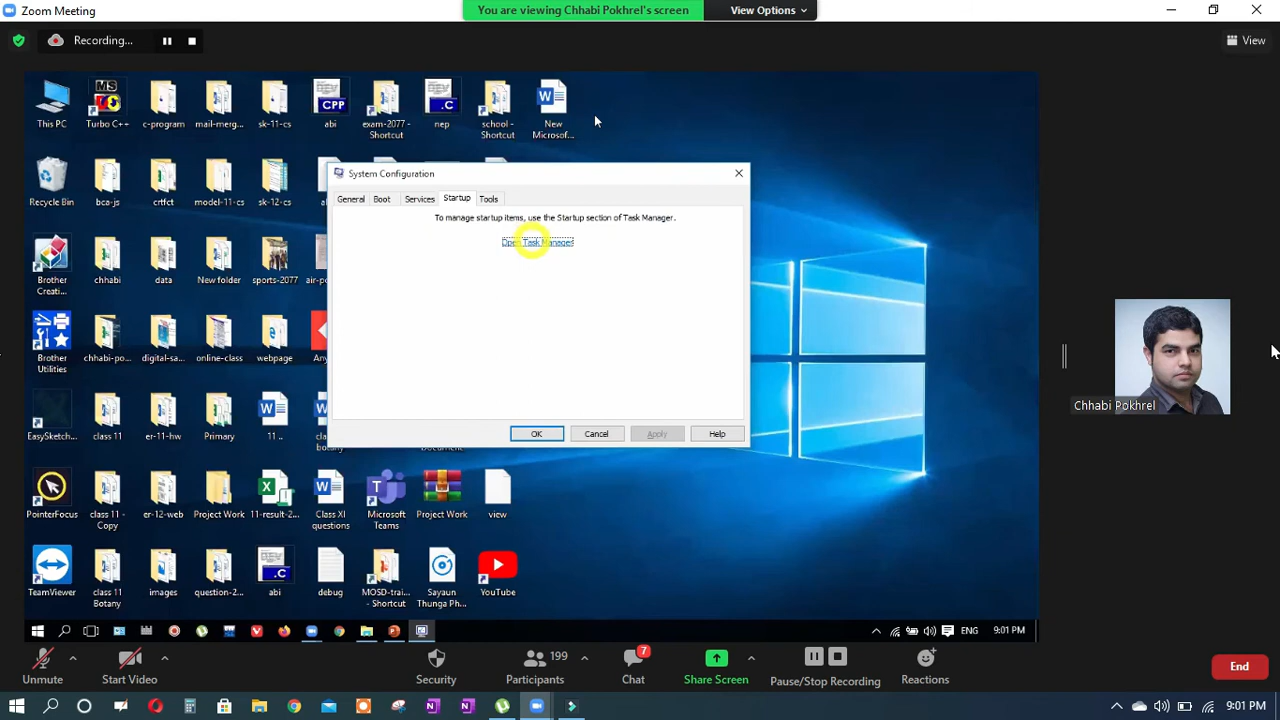 Zoom Meeting
You are viewing Chhabi Pokhrel's screen
View Options
Recording...
View
This PC
MS
Turbo C++
c-program
mail-merg...
sk-11-cs
CPP
abi
exam-2077 -
Shortcut
.C
nep
school -
Shortcut
New
Microsof...
Recycle Bin
bca-js
crtfct
model-11-cs
sk-12-cs
System Configuration
General
Boot
Services
Startup
Tools
To manage startup items, use the Startup section of Task Manager.
Open Task Manager
OK
Cancel
Apply
Help
Brother
Creati...
chhabi
data
New folder
sports-2077
air-po
Brother
Utilities
chhabi-po...
digital-sa...
online-class
webpage
Any
EasySketch...
class 11
er-11-hw
Primary
11 ..
PointerFocus
class 11 -
Copy
er-12-web
Project Work
11-result-2...
Class XI
questions
Microsoft
Teams
Project Work
view
TeamViewer
class 11
Botany
images
question-2...
.C
abi
debug
MOSD-trai...
- Shortcut
Sayaun
Thunga Ph...
YouTube
ENG
9:01 PM
Chhabi Pokhrel
Unmute
Start Video
Security
199
Participants
7
Chat
Share Screen
Pause/Stop Recording
Reactions
End
9:01 PM